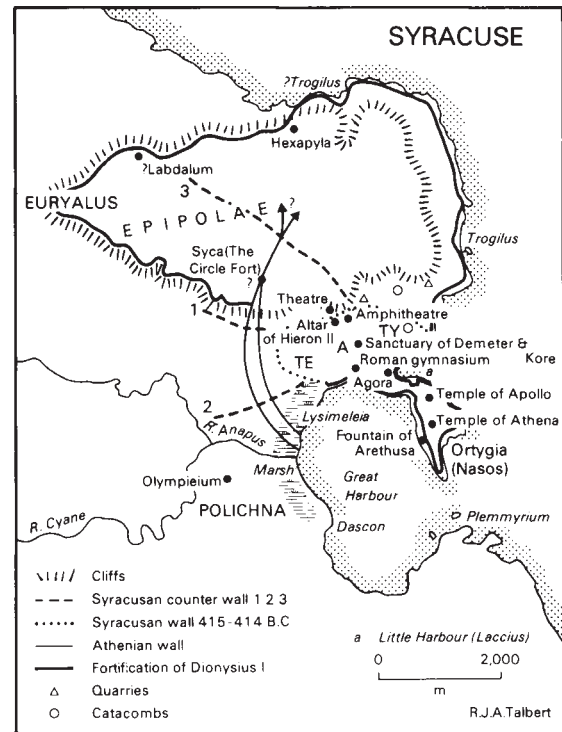 SYRACUSE
?Trogilus
Hexapyla
?Labdalum
EURYALUS
3
EPIPOLAE
?
Trogilus
Syca (The
Circle Fort)
?
1
Theatre
Amphitheatre
Altar
of Hieron II
TY
A
Sanctuary of Demeter &
Kore
TE
Roman gymnasium
a
Agora
2
Lysimeleia
Temple of Apollo
R. Anapus
Temple of Athena
Fountain of
Arethusa
Ortygia
(Nasos)
Marsh
Great
Harbour
Olympieium
POLICHNA
Plemmyrium
R. Cyane
Dascon
Cliffs
Syracusan counter wall 1 2 3
Syracusan wall 415-414 B.C
Athenian wall
Fortification of Dionysius I
Quarries
Catacombs
a Little Harbour (Laccius)
0 2,000
m
R.J.A.Talbert